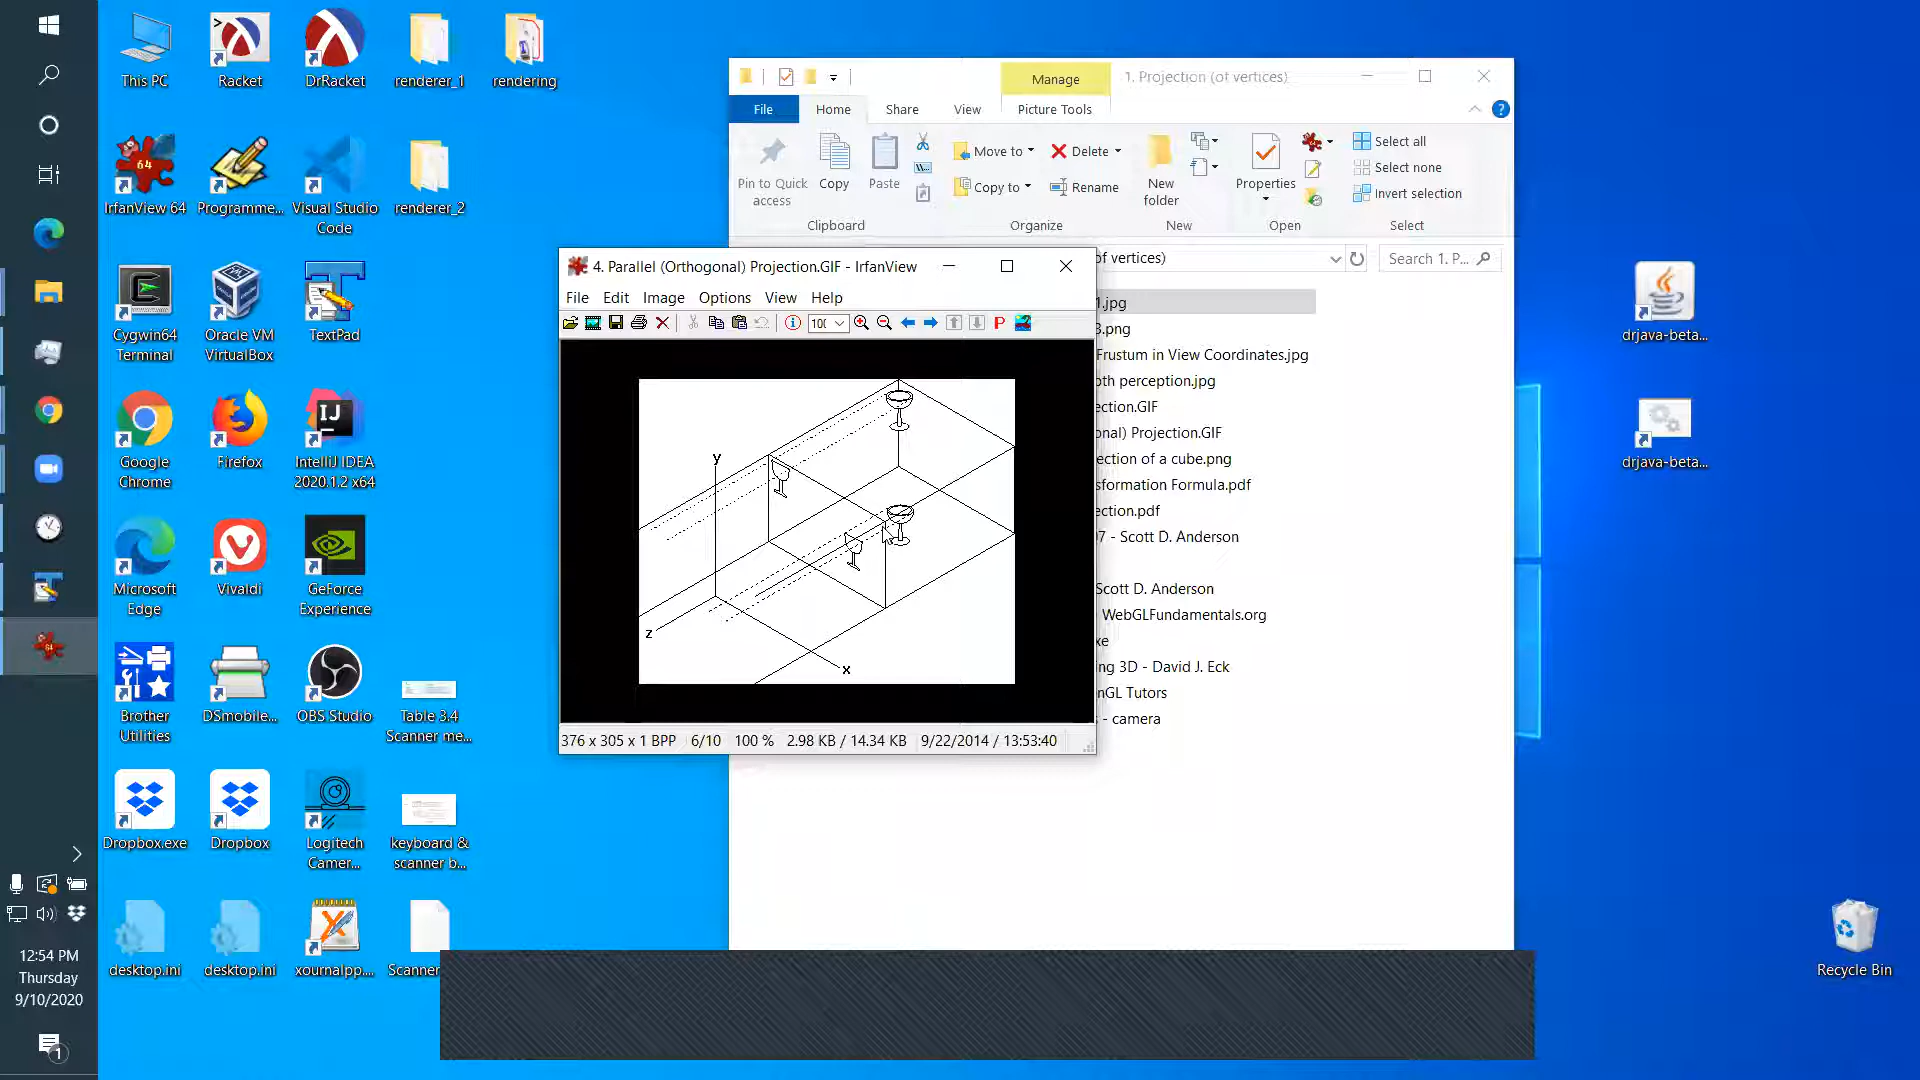 This PC
Racket
DrRacket
renderer_1
rendering
IrfanView 64
Programme...
Visual Studio
Code
renderer_2
Cygwin64
Terminal
Oracle VM
VirtualBox
TextPad
Google
Chrome
Firefox
IntelliJ IDEA
2020.1.2 x64
Microsoft
Edge
Vivaldi
GeForce
Experience
Brother
Utilities
DSmobile...
OBS Studio
Table 3.4
Scanner me...
Dropbox.exe
Dropbox
Logitech
Camer...
keyboard &
scanner b...
desktop.ini
desktop.ini
xournalpp....
Scanner
12:54 PM
Thursday
9/10/2020
1
Manage
1. Projection (of vertices)
File
Home
Share
View
Picture Tools
Pin to Quick
access
Copy
Paste
Move to
Copy to
Delete
Rename
New
folder
Properties
Select all
Select none
Invert selection
Clipboard
Organize
New
Open
Select
of vertices)
Search 1. P...
1.jpg
3.png
Frustum in View Coordinates.jpg
pth perception.jpg
ection.GIF
onal) Projection.GIF
ection of a cube.png
sformation Formula.pdf
ection.pdf
07 - Scott D. Anderson
Scott D. Anderson
WebGLFundamentals.org
xe
ng 3D - David J. Eck
nGL Tutors
s - camera
4. Parallel (Orthogonal) Projection.GIF - IrfanView
File
Edit
Image
Options
View
Help
y
z
x
376 x 305 x 1 BPP
6/10
100 %
2.98 KB / 14.34 KB
9/22/2014 / 13:53:40
drjava-beta...
drjava-beta...
Recycle Bin